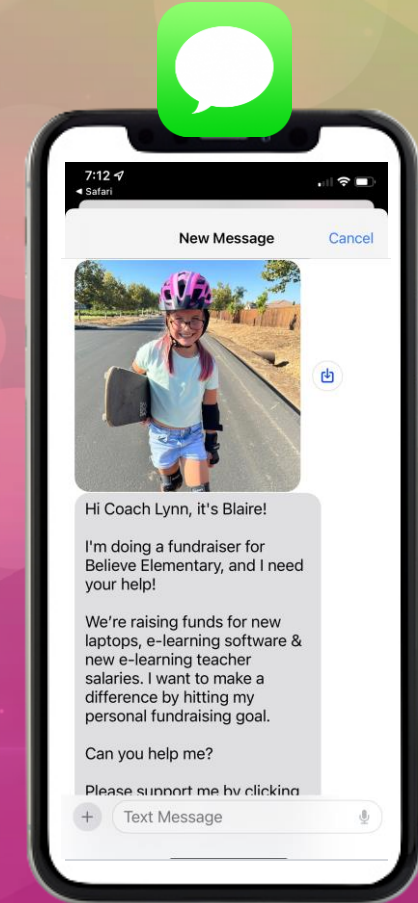 7:12
◀ Safari
New Message
Cancel
Hi Coach Lynn, it's Blaire!
I'm doing a fundraiser for
Believe Elementary, and I need
your help!
We’re raising funds for new
laptops, e-learning software &
new e-learning teacher
salaries. I want to make a
difference by hitting my
personal fundraising goal.
Can you help me?
Please support me by clicking
Text Message